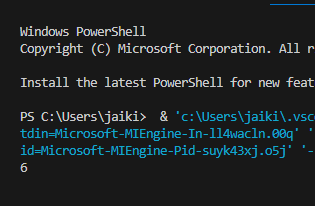 Windows PowerShell
Copyright (C) Microsoft Corporation. All r
Install the latest PowerShell for new feat
PS C:\Users\jaiki>  & 'c:\Users\jaiki\.vsc
tdin=Microsoft-MIEngine-In-ll4wacln.00q' '
id=Microsoft-MIEngine-Pid-suyk43xj.o5j' '-
6